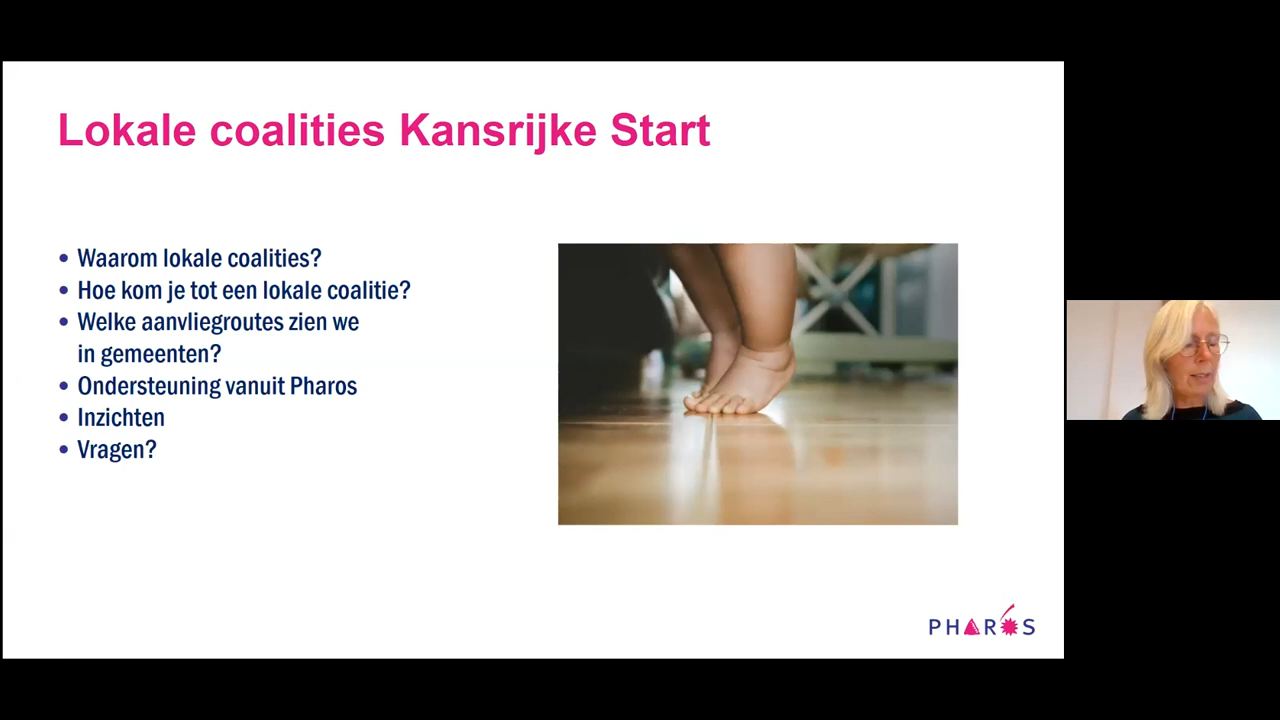 Lokale coalities Kansrijke Start
• Waarom lokale coalities?
• Hoe kom je tot een lokale coalitie?
• Welke aanvliegroutes zien we
in gemeenten?
• Ondersteuning vanuit Pharos
• Inzichten
• Vragen?
PHAROS